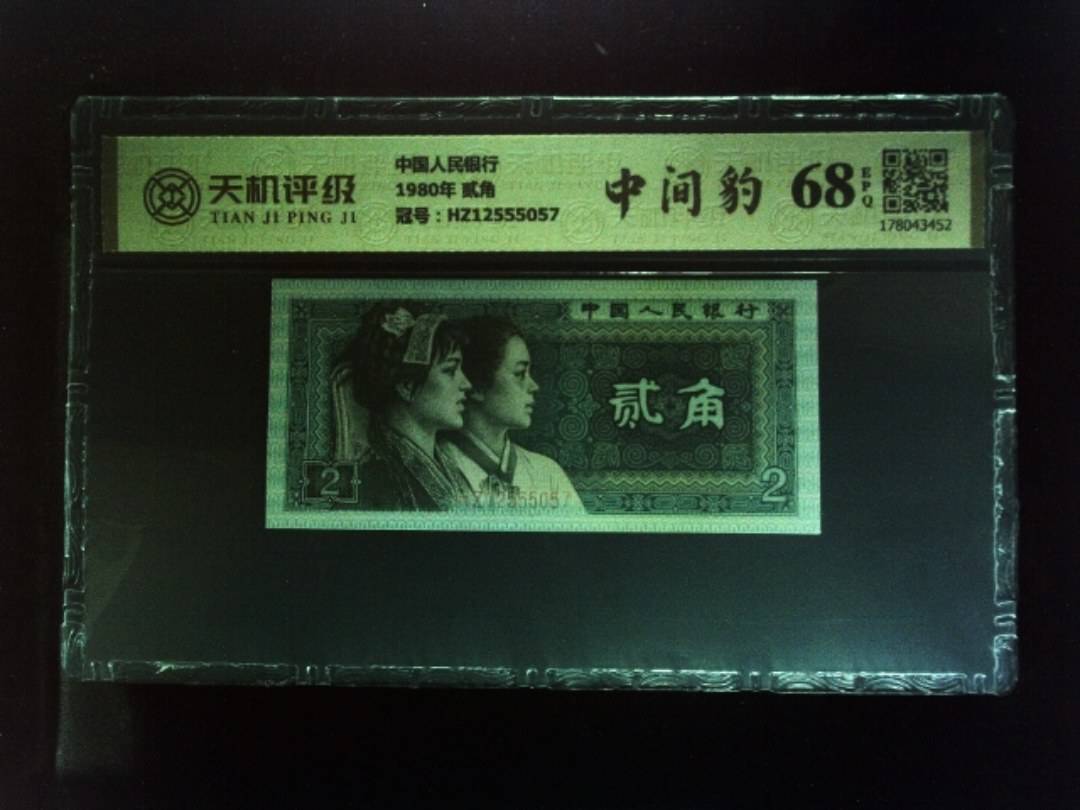 天机评级
TIAN JI PING JI
中国人民银行
1980年 贰角
冠号：HZ12555057
中间豹
68
EPQ
178043452
中国人民银行
贰角
2
2
HZ12555057